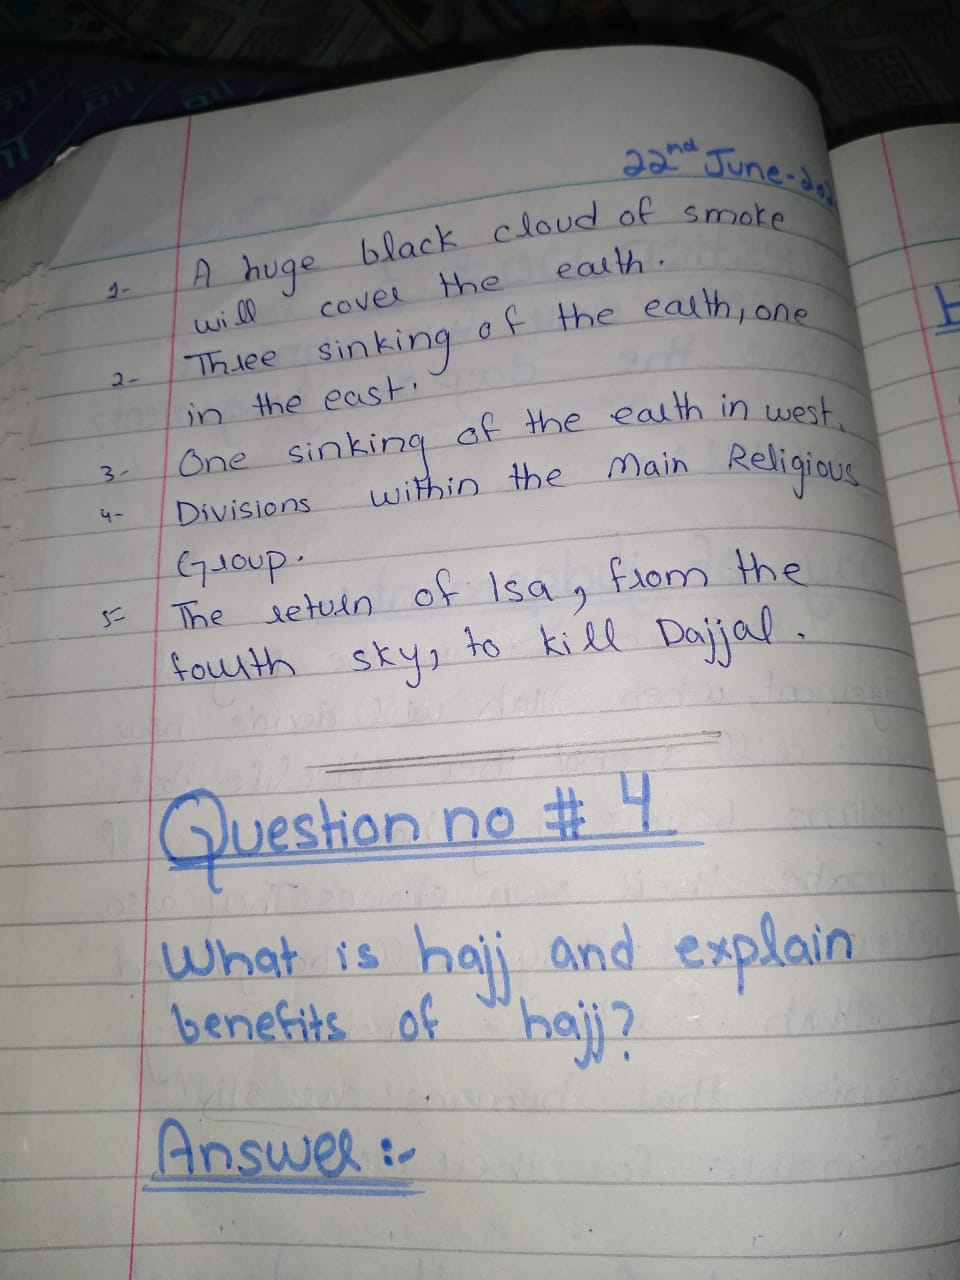 22nd June-202
1- A huge black cloud of smoke
will cover the earth.
2- Three sinking of the earth, one
in the east.
3- One sinking of the earth in west.
4- Divisions within the Main Religious
Group.
5- The return of Isa, from the
fourth sky, to kill Dajjal.
Question no # 4
What is hajj and explain
benefits of hajj?
Answer :-